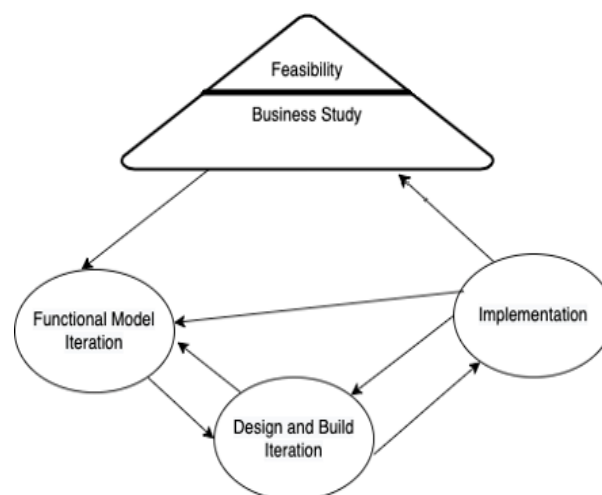 Feasibility
Business Study
Functional Model
Iteration
Implementation
Design and Build
Iteration